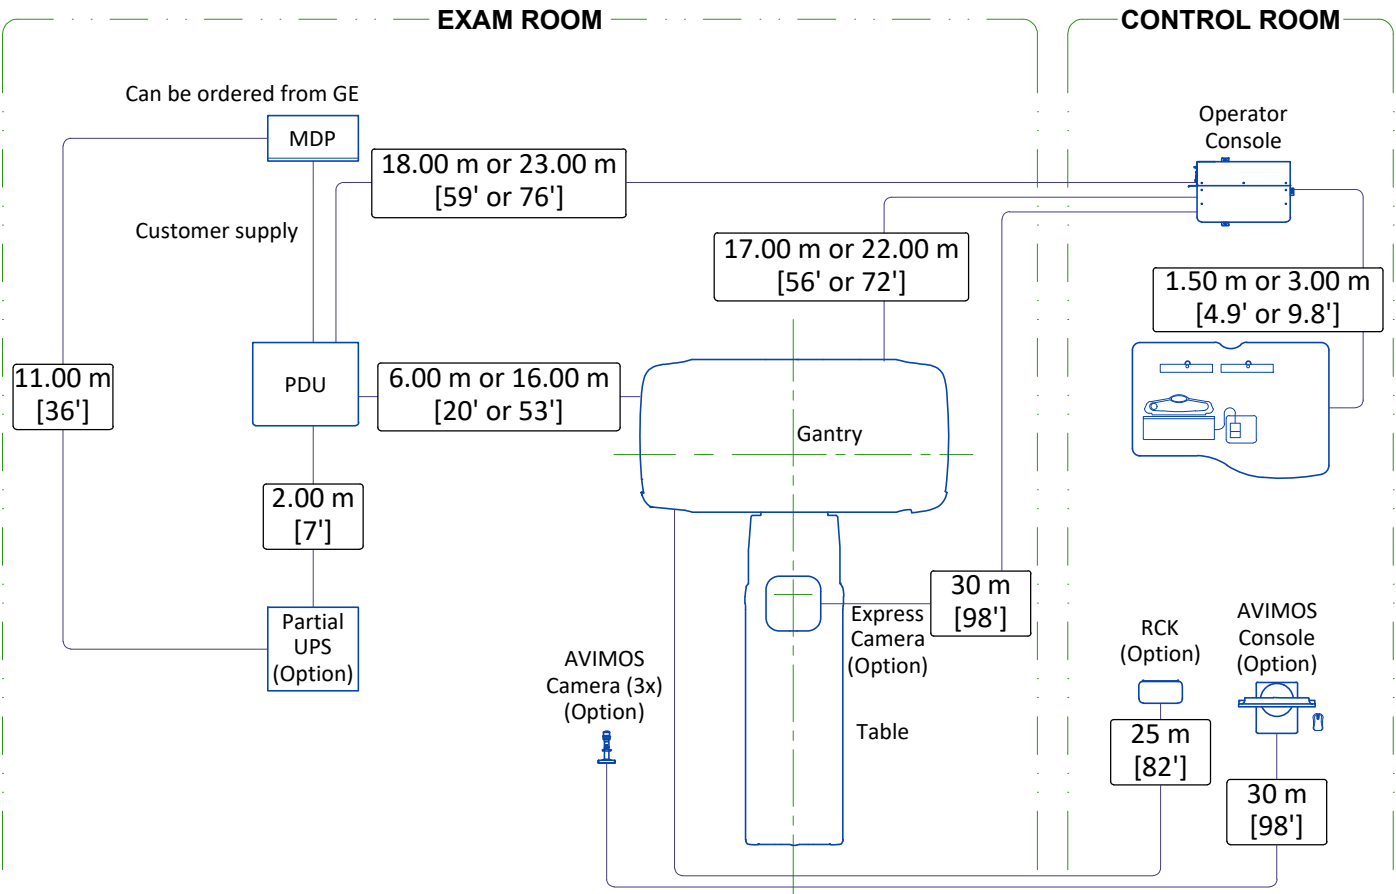 EXAM ROOM
CONTROL ROOM
Can be ordered from GE
MDP
Operator
Console
18.00 m or 23.00 m
[59' or 76']
Customer supply
17.00 m or 22.00 m
[56' or 72']
1.50 m or 3.00 m
[4.9' or 9.8']
11.00 m
[36']
PDU
6.00 m or 16.00 m
[20' or 53']
Gantry
2.00 m
[7']
30 m
[98']
Express
Camera
(Option)
Partial
UPS
(Option)
AVIMOS
Camera (3x)
(Option)
RCK
(Option)
AVIMOS
Console
(Option)
Table
25 m
[82']
30 m
[98']